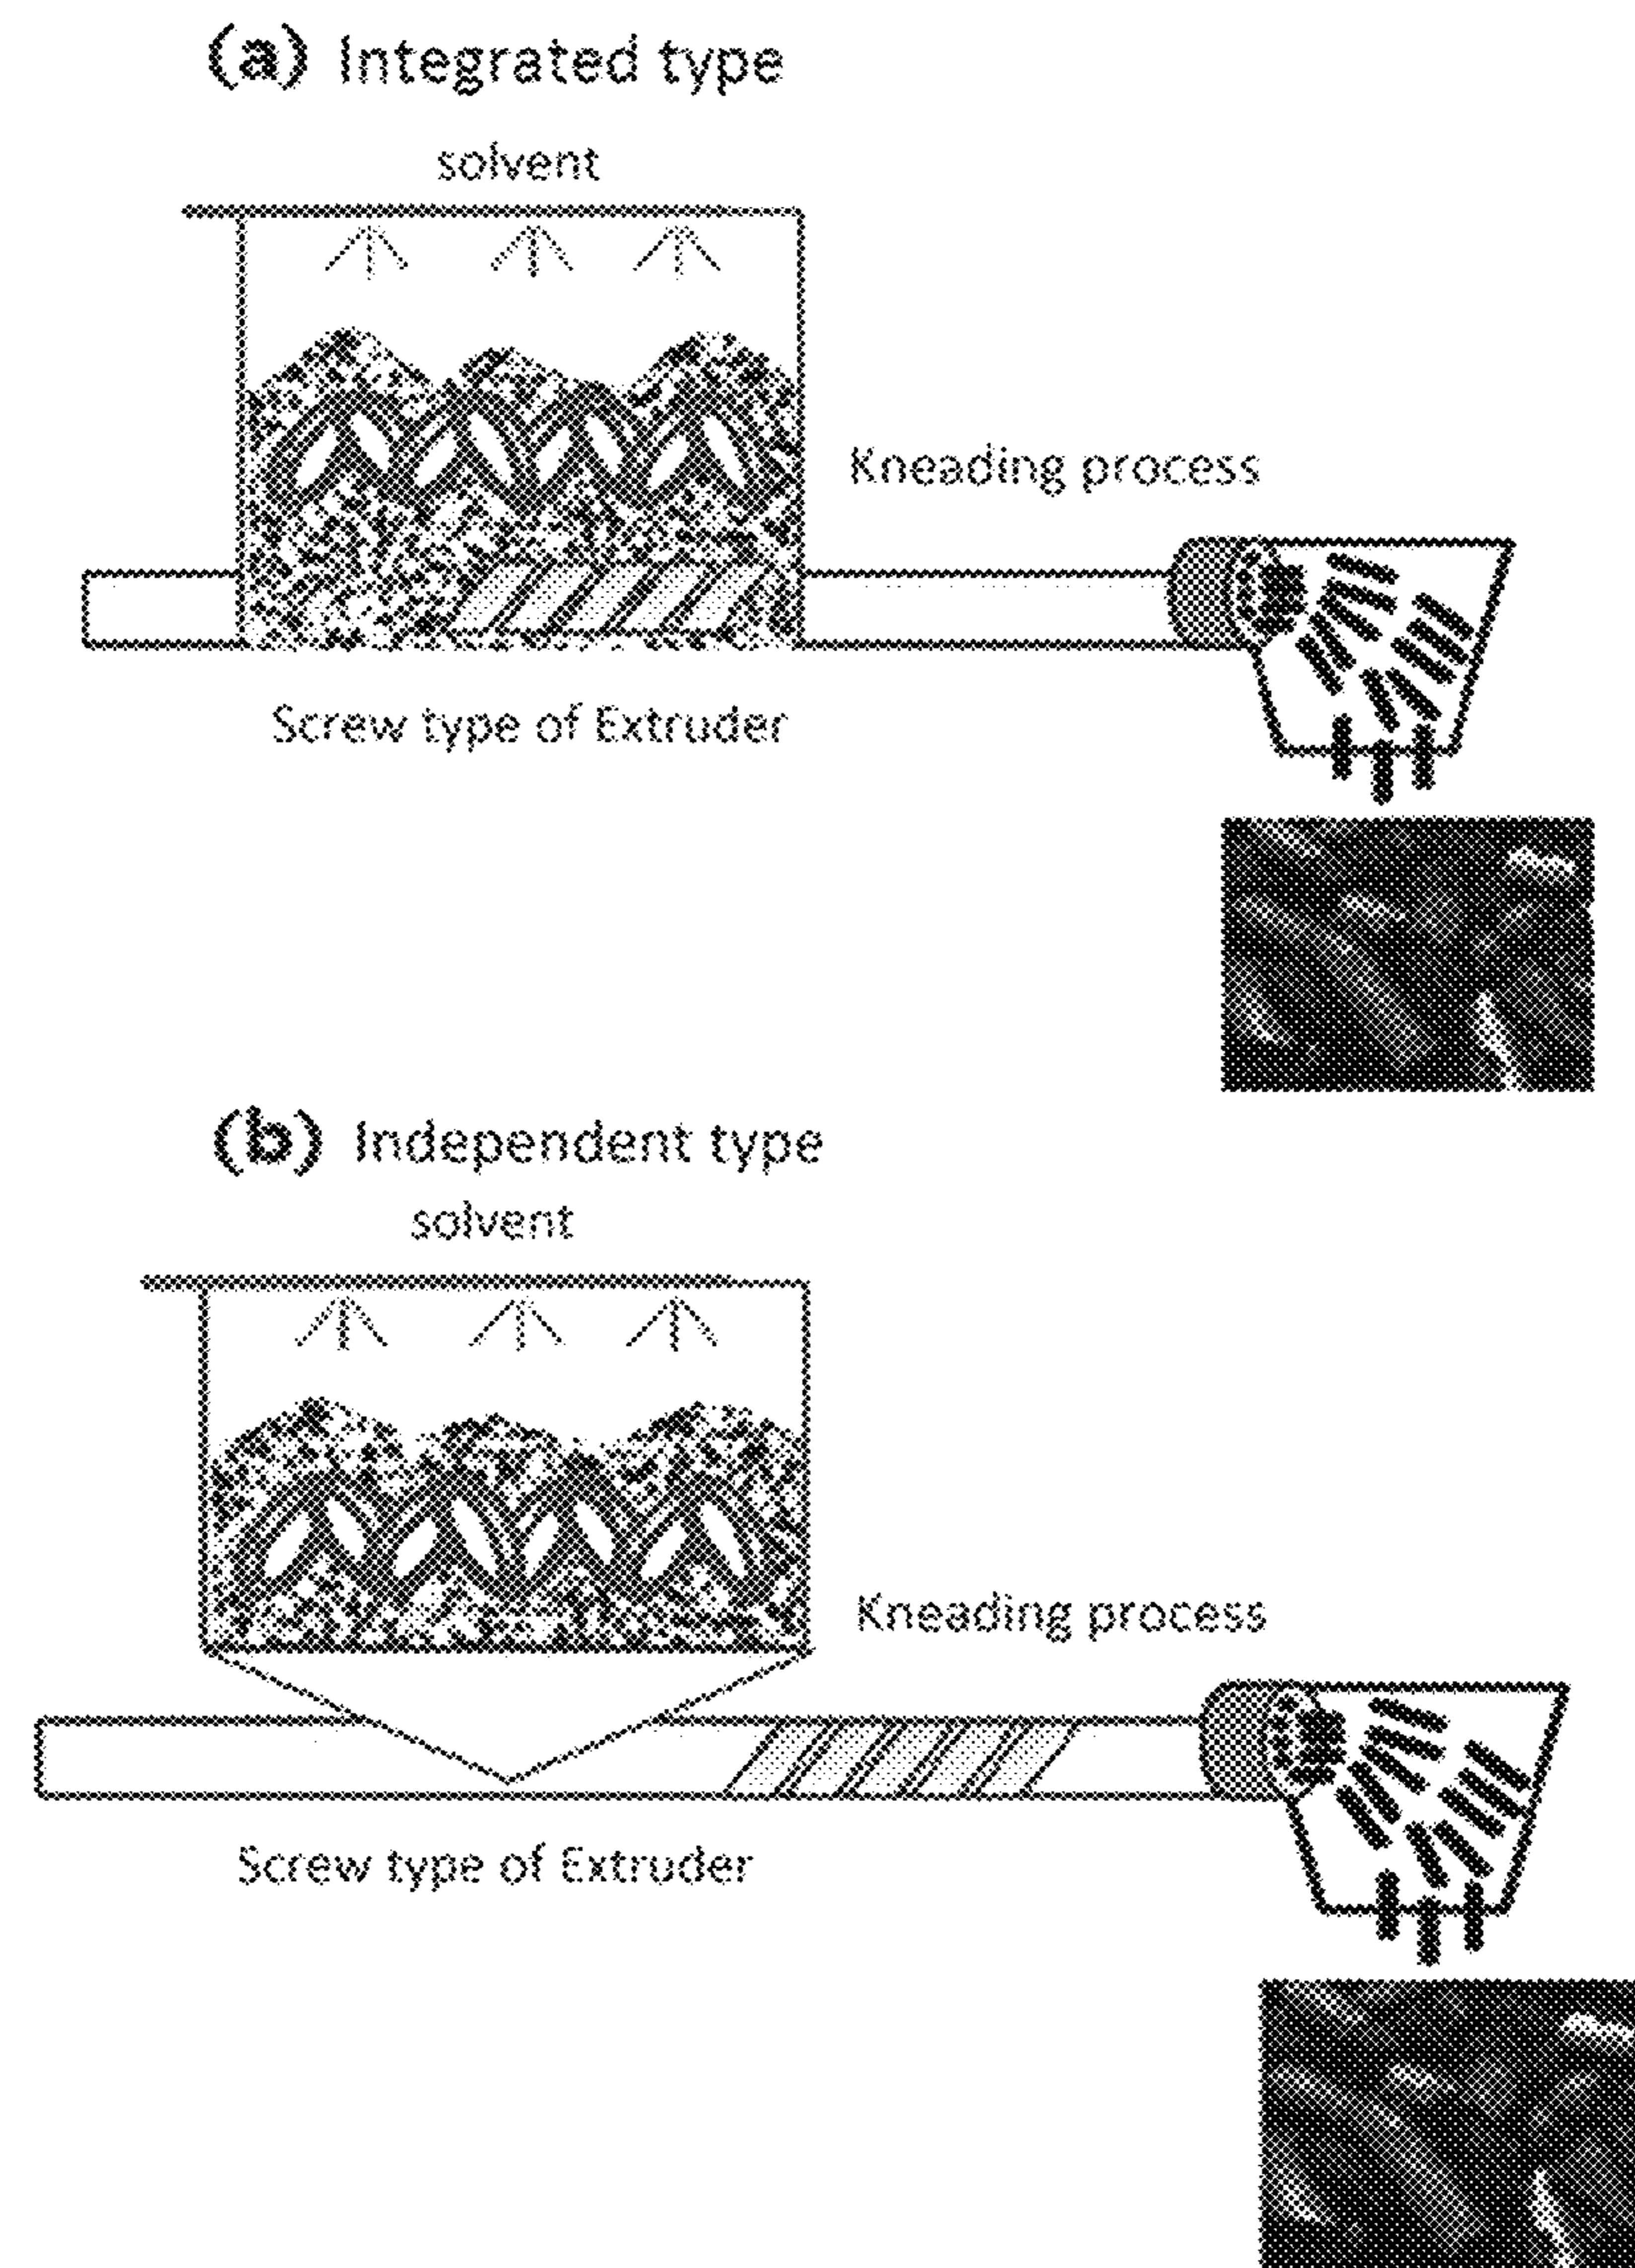 (a) Integrated type
solvent
Kneading process
Screw type of Extruder
(b) Independent type
solvent
Kneading process
Screw type of Extruder